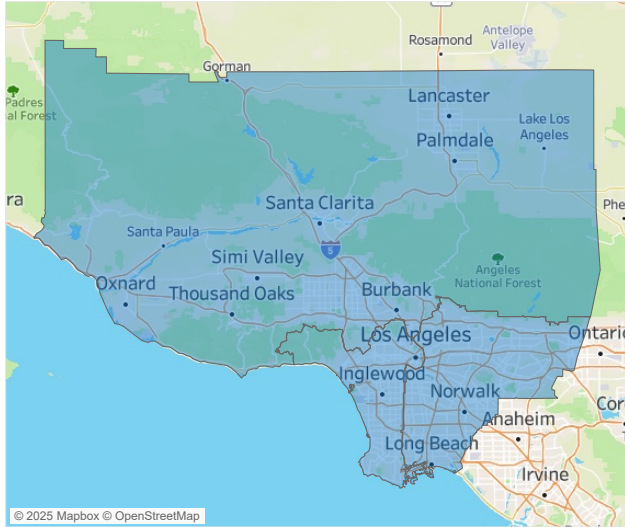 Rosamond
Antelope
Valley
Gorman
Padres
al Forest
Lancaster
Lake Los
Angeles
Palmdale
ra
Santa Clarita
Phe
Santa Paula
5
Simi Valley
Angeles
National Forest
Oxnard
Thousand Oaks
Burbank
Los Angeles
Ontario
Inglewood
Norwalk
Cor
Anaheim
Long Beach
Irvine
© 2025 Mapbox © OpenStreetMap